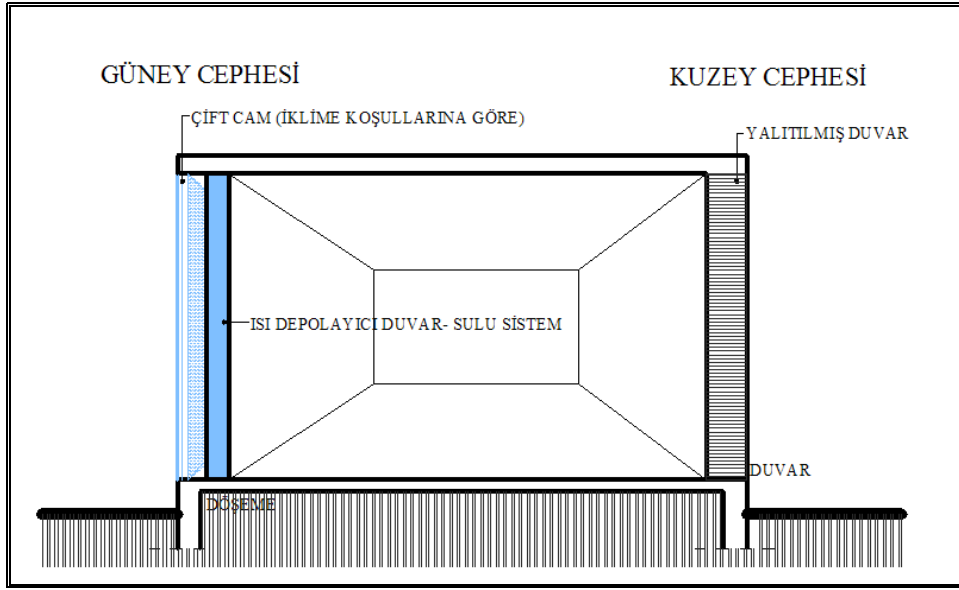 GÜNEY CEPHESİ
KUZEY CEPHESİ
ÇİFT CAM (İKLİME KOŞULLARINA GÖRE)
YALITILMIŞ DUVAR
ISI DEPOLAYICI DUVAR- SULU SİSTEM
DUVAR
DÖŞEME